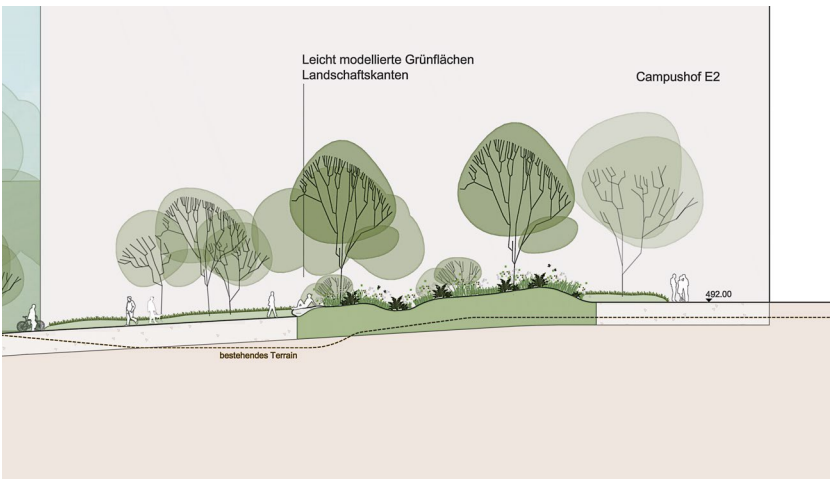 Leicht modellierte Grünflächen
Landschaftskanten
Campushof E2
492.00
bestehendes Terrain